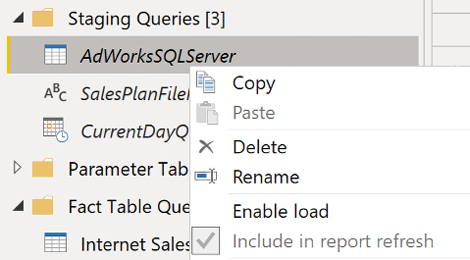 Staging Queries [3]
AdWorksSQLServer
Copy
SalesPlanFile
Paste
CurrentDayQ
Delete
Parameter Tab
Rename
Fact Table Que
Enable load
Internet Sales
Include in report refresh